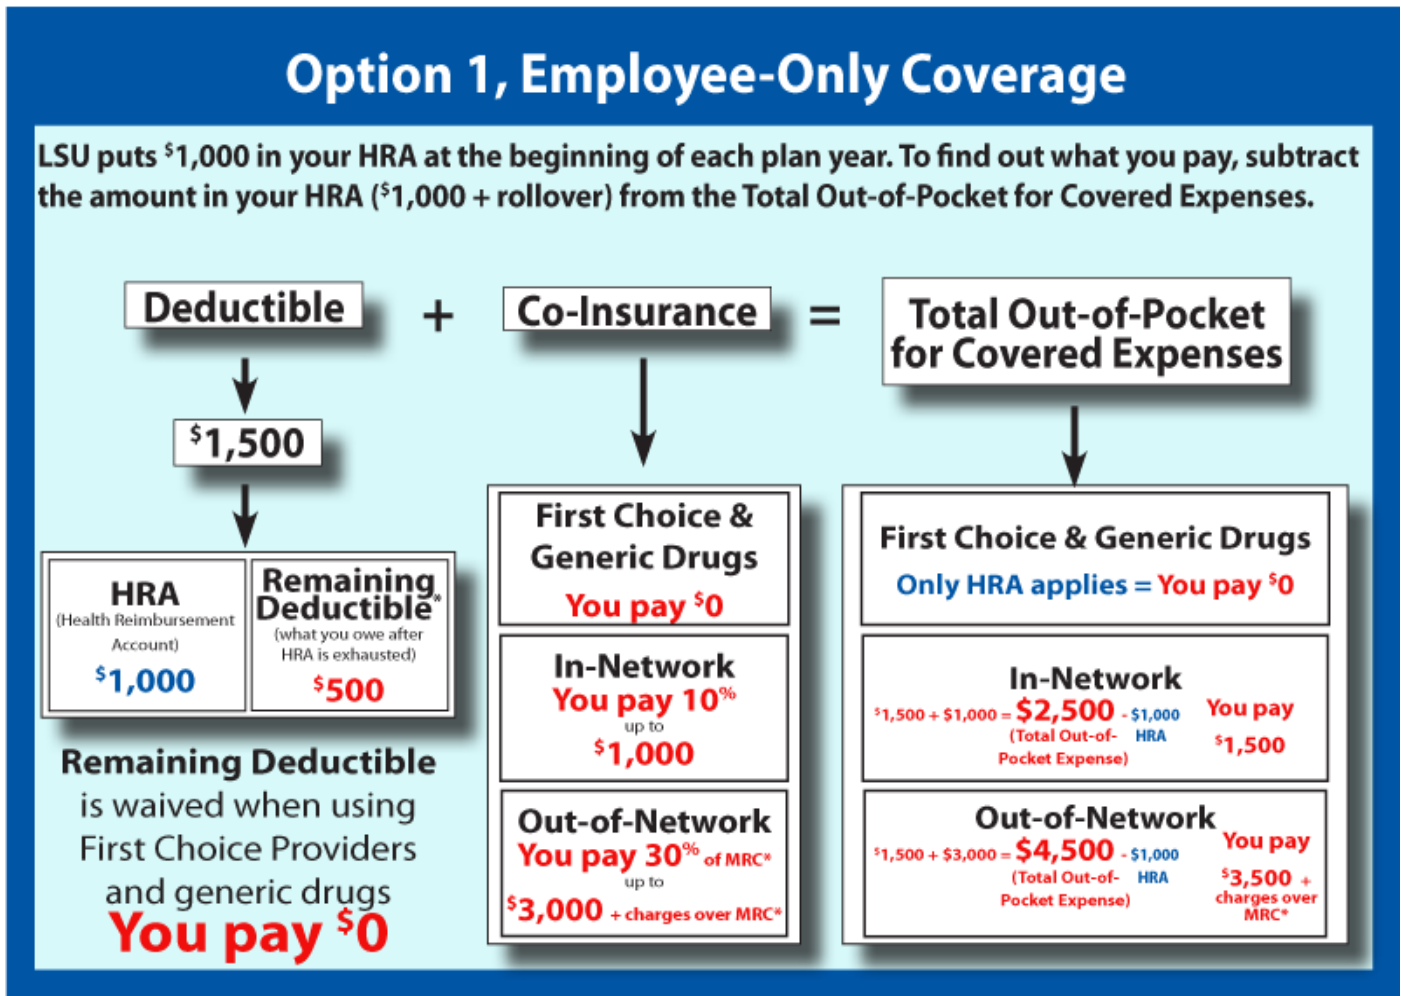 Option 1, Employee-Only Coverage
LSU puts $1,000 in your HRA at the beginning of each plan year. To find out what you pay, subtract
the amount in your HRA ($1,000 + rollover) from the Total Out-of-Pocket for Covered Expenses.
Deductible + Co-Insurance = Total Out-of-Pocket
for Covered Expenses
$1,500
HRA
(Health Reimbursement
Account)
$1,000
Remaining
Deductible*
(what you owe after
HRA is exhausted)
$500
Remaining Deductible
is waived when using
First Choice Providers
and generic drugs
You pay $0
First Choice &
Generic Drugs
You pay $0
In-Network
You pay 10%
up to
$1,000
Out-of-Network
You pay 30% of MRC*
up to
$3,000 + charges over MRC*
First Choice & Generic Drugs
Only HRA applies = You pay $0
In-Network
$1,500 + $1,000 = $2,500 - $1,000
(Total Out-of- HRA
Pocket Expense)
You pay
$1,500
Out-of-Network
$1,500 + $3,000 = $4,500 - $1,000
(Total Out-of- HRA
Pocket Expense)
You pay
$3,500 +
charges over
MRC*